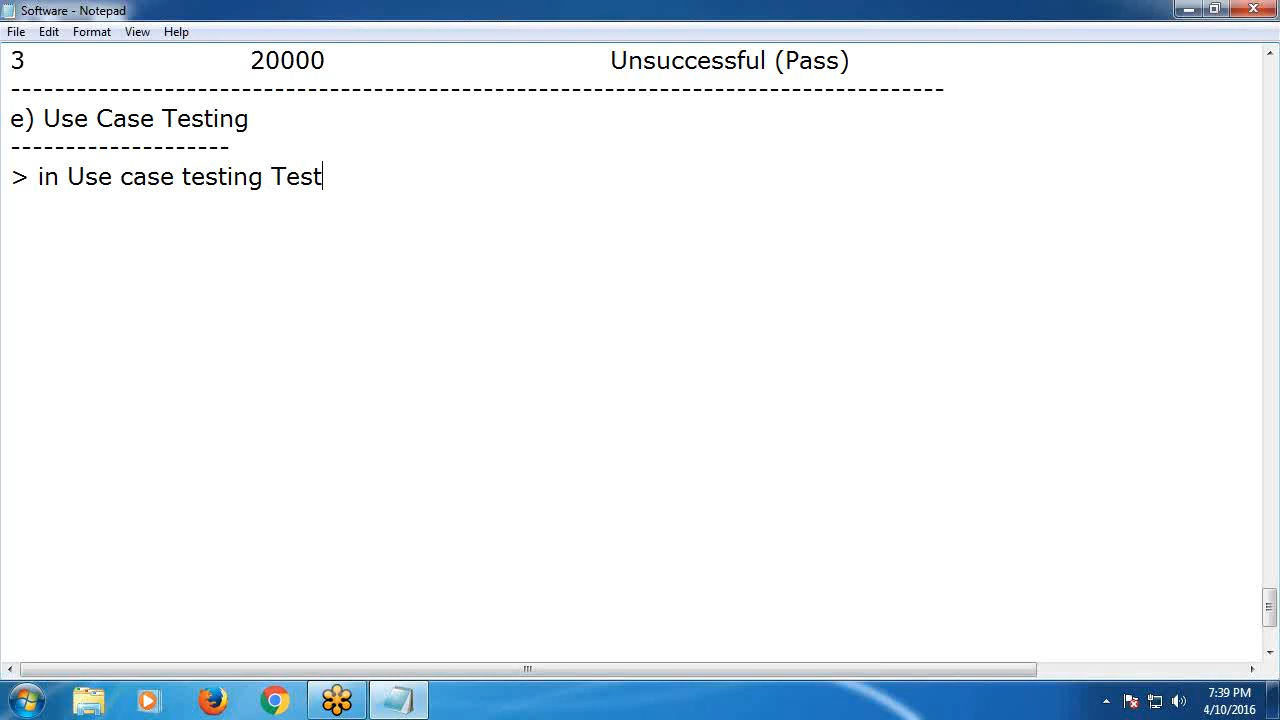 Software - Notepad
File Edit Format View Help
3 20000 Unsuccessful (Pass)
--------------------------------------------------------------------------------------
e) Use Case Testing
--------------------
> in Use case testing Test
7:39 PM
4/10/2016